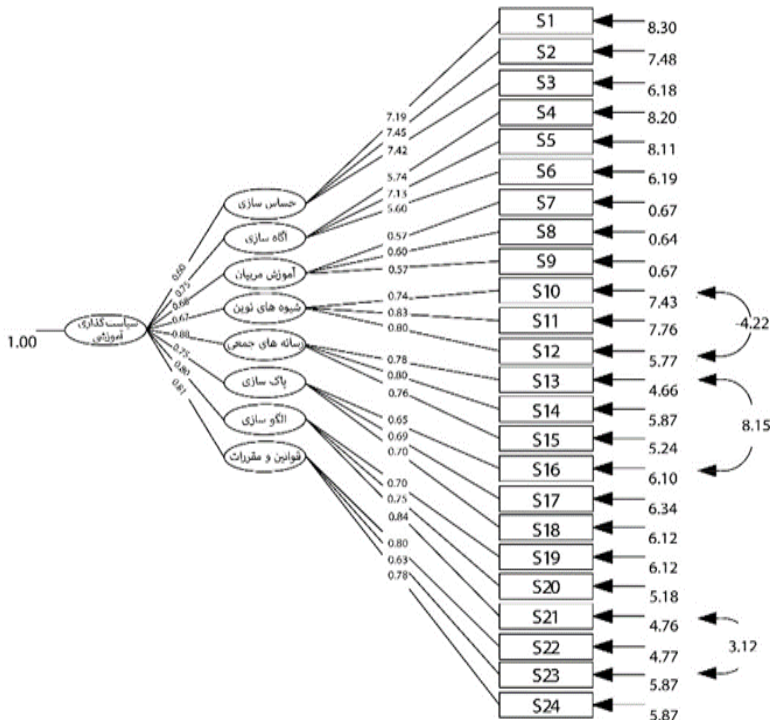 1.00
سیاست گذاری
آموزشی
0.60
0.75
0.68
0.67
0.88
0.75
0.80
0.61
حساس سازی
آگاه سازی
آموزش مربیان
شیوه های نوین
رسانه های جمعی
پاک سازی
الگو سازی
قوانین و مقررات
7.19
7.45
7.42
5.74
7.13
5.60
0.57
0.60
0.57
0.74
0.83
0.80
0.78
0.80
0.76
0.65
0.69
0.70
0.70
0.75
0.84
0.80
0.63
0.78
S1 8.30
S2 7.48
S3 6.18
S4 8.20
S5 8.11
S6 6.19
S7 0.67
S8 0.64
S9 0.67
S10 7.43
S11 7.76
S12 5.77
S13 4.66
S14 5.87
S15 5.24
S16 6.10
S17 6.34
S18 6.12
S19 6.12
S20 5.18
S21 4.76
S22 4.77
S23 5.87
S24 5.87
-4.22
8.15
3.12